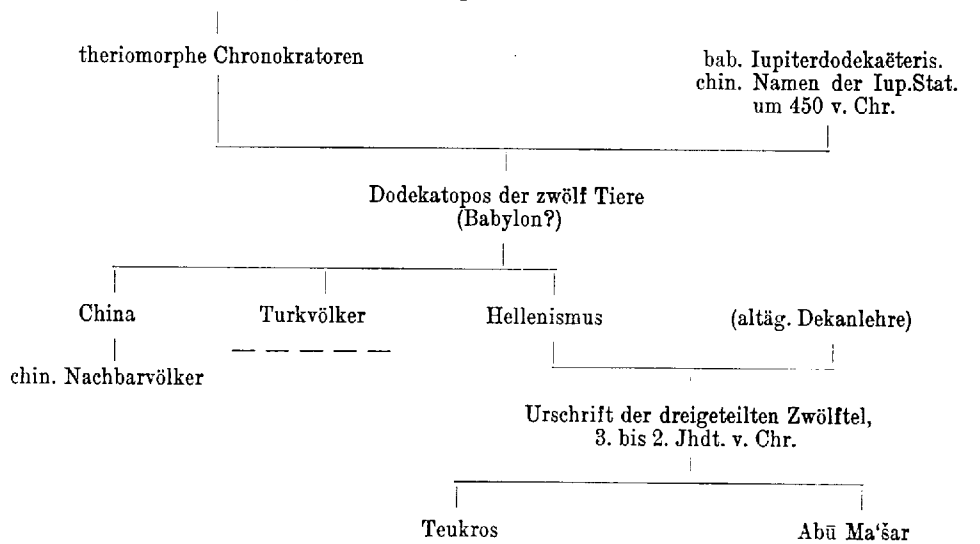 theriomorphe Chronokratoren
bab. Iupiterdodekaëteris.
chin. Namen der Iup.Stat.
um 450 v. Chr.
Dodekatopos der zwölf Tiere
(Babylon?)
China
Turkvölker
Hellenismus
(altäg. Dekanlehre)
chin. Nachbarvölker
Urschrift der dreigeteilten Zwölftel,
3. bis 2. Jhdt. v. Chr.
Teukros
Abū Ma‘šar